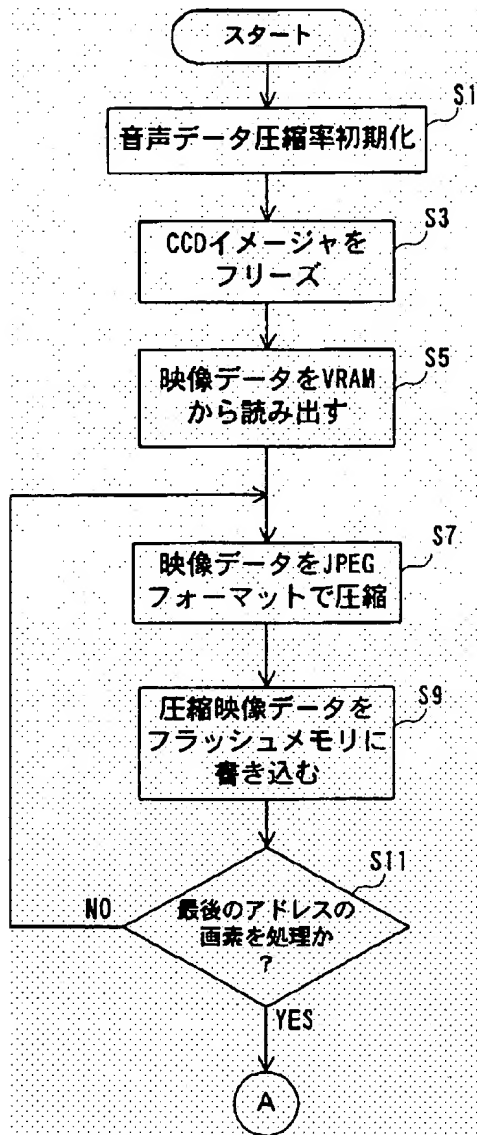 スタート
S1
音声データ圧縮率初期化
S3
CCDイメージャを
フリーズ
S5
映像データをVRAM
から読み出す
S7
映像データをJPEG
フォーマットで圧縮
S9
圧縮映像データを
フラッシュメモリに
書き込む
S11
最後のアドレスの
画素を処理か
?
NO
YES
A